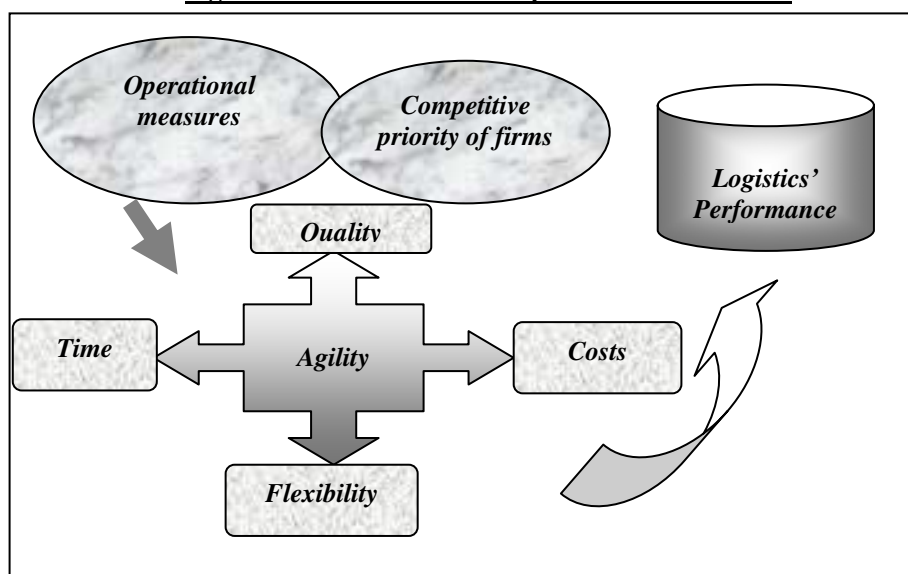 Operational
measures
Competitive
priority of firms
Logistics’
Performance
Quality
Time
Agility
Costs
Flexibility